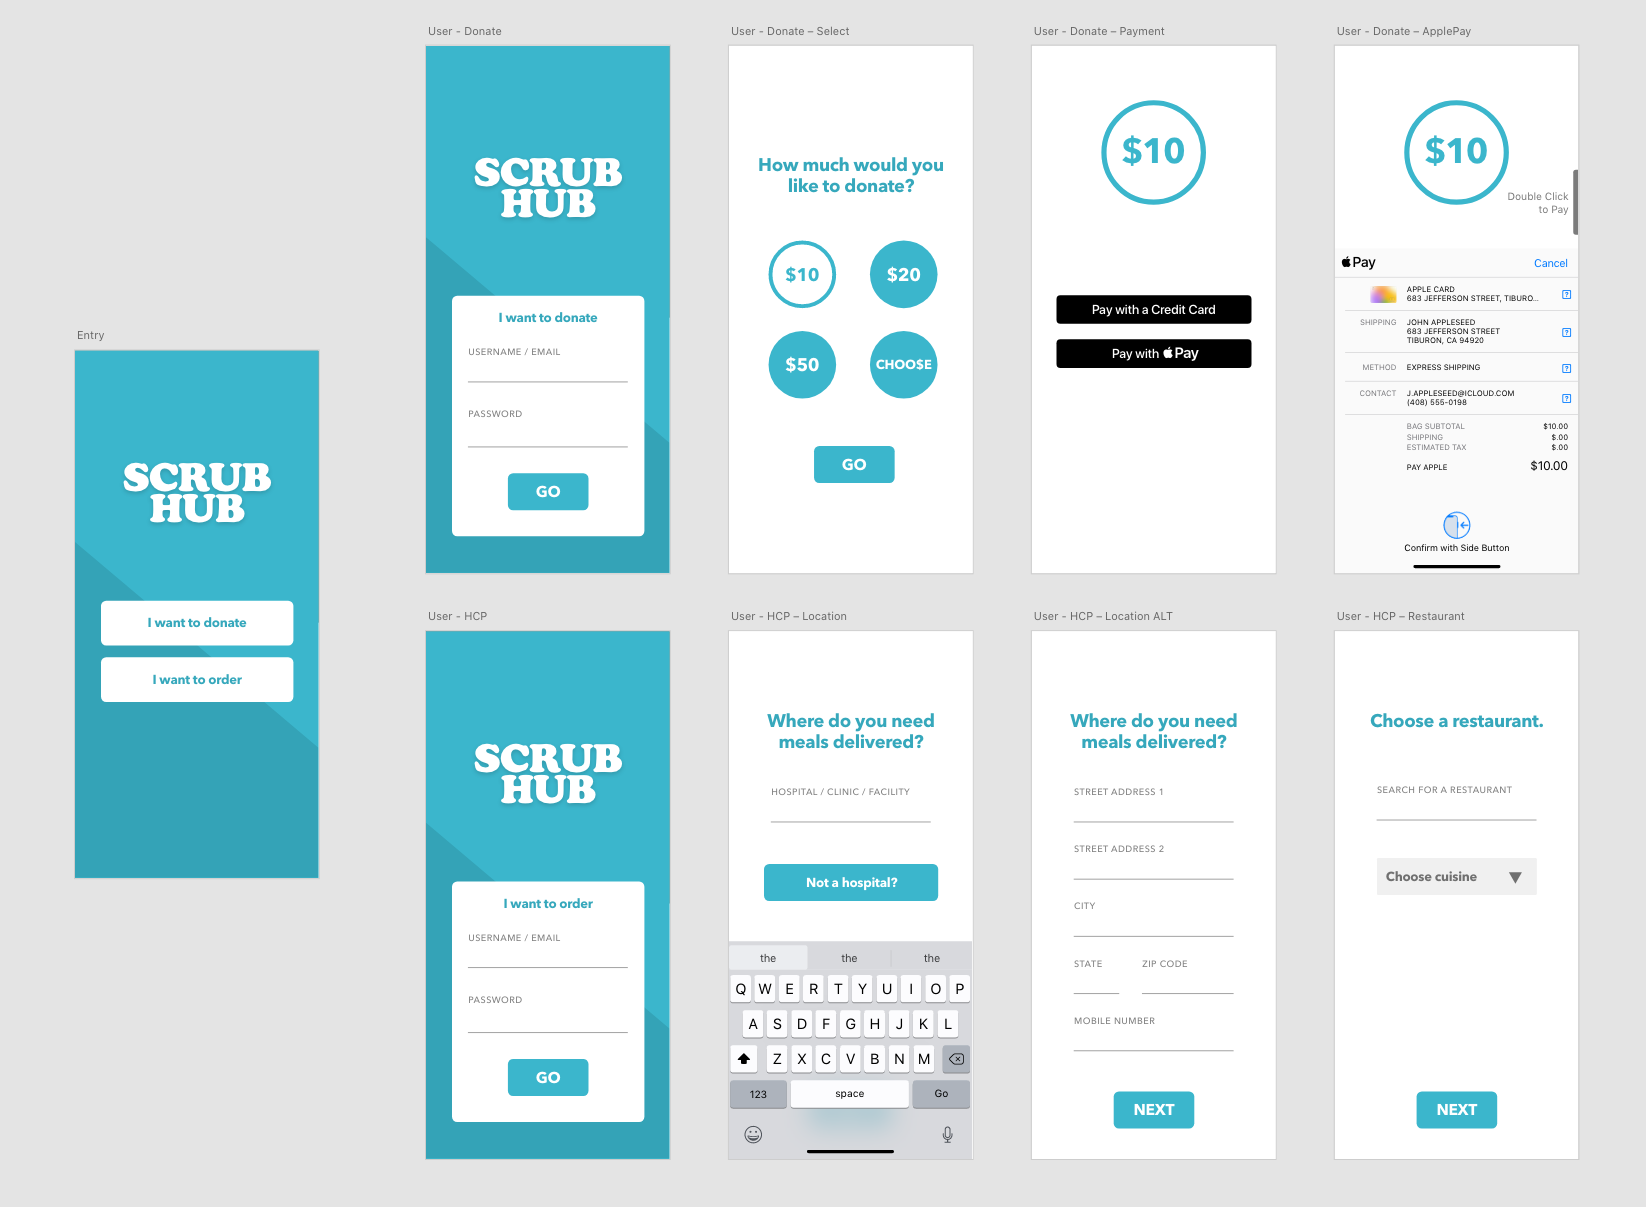 Entry
SCRUB
HUB
I want to donate
I want to order
User - Donate
SCRUB
HUB
I want to donate
USERNAME / EMAIL
PASSWORD
GO
User - Donate – Select
How much would you
like to donate?
$10
$20
$50
CHOO$E
GO
User - Donate – Payment
$10
Pay with a Credit Card
Pay with Pay
User - Donate – ApplePay
$10
Double Click
to Pay
Pay
Cancel
APPLE CARD
683 JEFFERSON STREET, TIBURO...
?
SHIPPING
JOHN APPLESEED
683 JEFFERSON STREET
TIBURON, CA 94920
?
METHOD
EXPRESS SHIPPING
?
CONTACT
J.APPLESEED@ICLOUD.COM
(408) 555-0198
?
BAG SUBTOTAL $10.00
SHIPPING $.00
ESTIMATED TAX $.00
PAY APPLE $10.00
Confirm with Side Button
User - HCP
SCRUB
HUB
I want to order
USERNAME / EMAIL
PASSWORD
GO
User - HCP – Location
Where do you need
meals delivered?
HOSPITAL / CLINIC / FACILITY
Not a hospital?
the the the
Q W E R T Y U I O P
A S D F G H J K L
Z X C V B N M
123 space Go
User - HCP – Location ALT
Where do you need
meals delivered?
STREET ADDRESS 1
STREET ADDRESS 2
CITY
STATE ZIP CODE
MOBILE NUMBER
NEXT
User - HCP – Restaurant
Choose a restaurant.
SEARCH FOR A RESTAURANT
Choose cuisine
NEXT